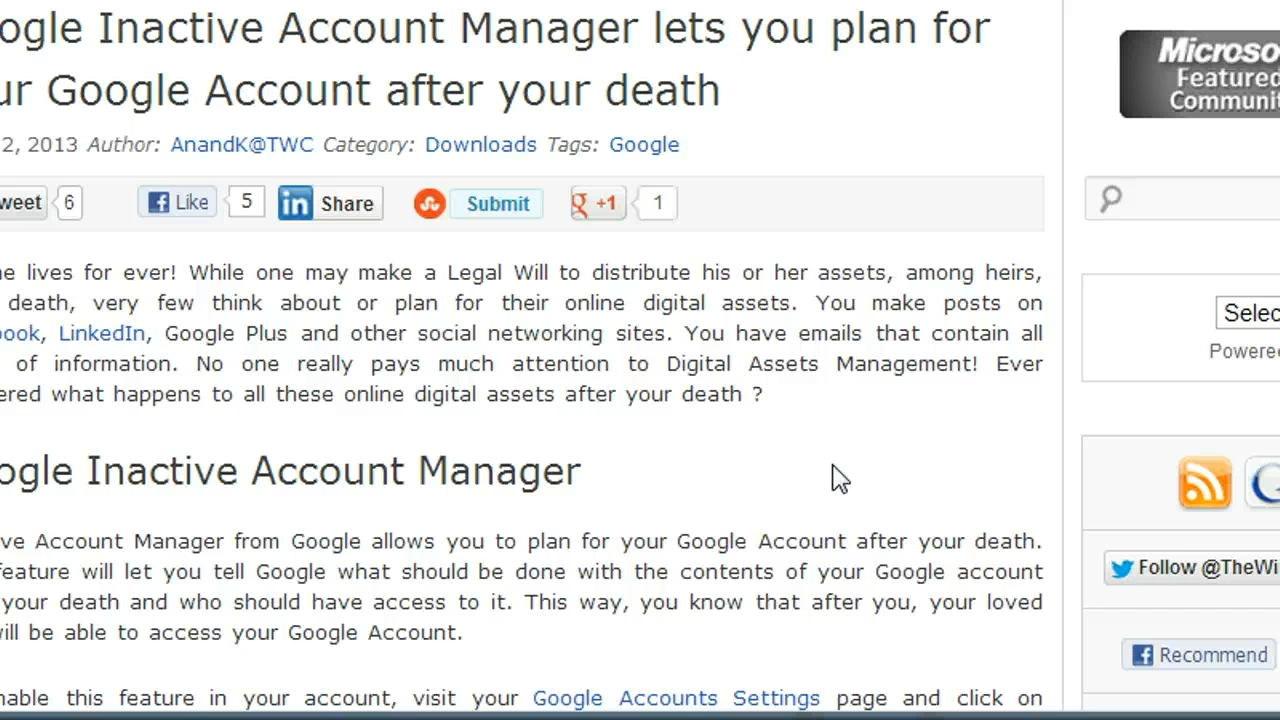 ogle Inactive Account Manager lets you plan for
ur Google Account after your death
2, 2013 Author: AnandK@TWC Category: Downloads Tags: Google
weet 6 Like 5 in Share Submit g +1 1
e lives for ever! While one may make a Legal Will to distribute his or her assets, among heirs,
death, very few think about or plan for their online digital assets. You make posts on
ook, LinkedIn, Google Plus and other social networking sites. You have emails that contain all
of information. No one really pays much attention to Digital Assets Management! Ever
ered what happens to all these online digital assets after your death ?
ogle Inactive Account Manager
ve Account Manager from Google allows you to plan for your Google Account after your death.
feature will let you tell Google what should be done with the contents of your Google account
your death and who should have access to it. This way, you know that after you, your loved
ill be able to access your Google Account.
nable this feature in your account, visit your Google Accounts Settings page and click on
Microso
Featured
Communi
Selec
Powere
Follow @TheWi
Recommend